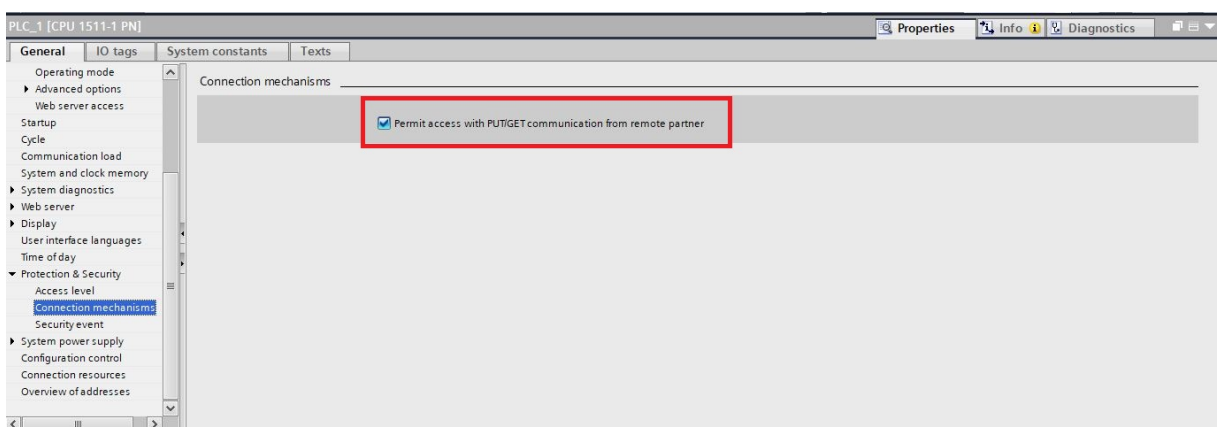 PLC_1 [CPU 1511-1 PN]
Properties
Info
Diagnostics
General
IO tags
System constants
Texts
Operating mode
Advanced options
Web server access
Startup
Cycle
Communication load
System and clock memory
System diagnostics
Web server
Display
User interface languages
Time of day
Protection & Security
Access level
Connection mechanisms
Security event
System power supply
Configuration control
Connection resources
Overview of addresses
Connection mechanisms
Permit access with PUT/GET communication from remote partner